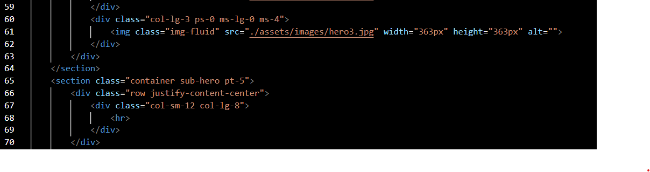 59 </div>
60 <div class="col-lg-3 ps-0 ms-lg-0 ms-4">
61 <img class="img-fluid" src="./assets/images/hero3.jpg" width="363px" height="363px" alt="">
62 </div>
63 </div>
64 </section>
65 <section class="container sub-hero pt-5">
66 <div class="row justify-content-center">
67 <div class="col-sm-12 col-lg 8">
68 <hr>
69 </div>
70 </div>